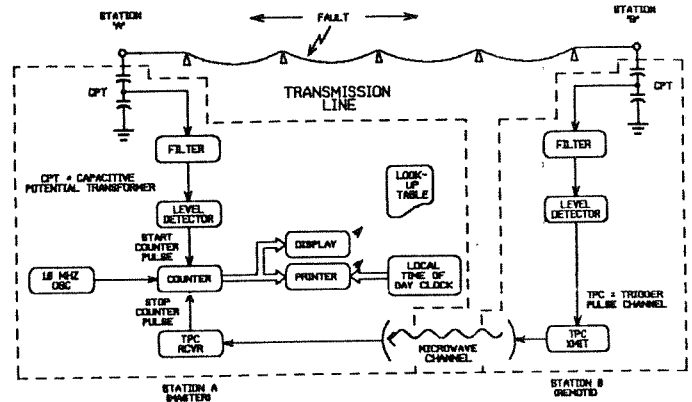 STATION
"A"
FAULT
STATION
"B"
CPT
TRANSMISSION
LINE
CPT
FILTER
FILTER
CPT = CAPACITIVE
POTENTIAL TRANSFORMER
LOOK-
UP
TABLE
LEVEL
DETECTOR
LEVEL
DETECTOR
START
COUNTER
PULSE
DISPLAY
COUNTER
PRINTER
LOCAL
TIME OF
DAY CLOCK
MHZ
OSC
STOP
COUNTER
PULSE
TPC = TRIGGER
PULSE CHANNEL
TPC
RCVR
MICROWAVE
CHANNEL
TPC
XMIT
STATION A
(MASTER)
STATION B
(REMOTE)